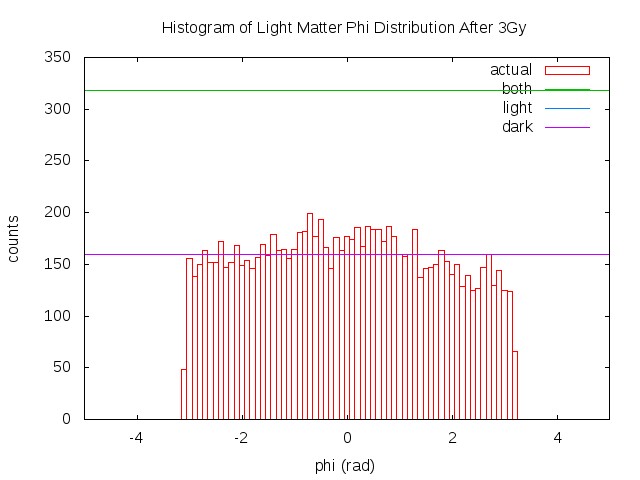 Histogram of Light Matter Phi Distribution After 3Gy
350
300
250
200
150
100
50
0
counts
actual
both
light
dark
-4 -2 0 2 4
phi (rad)